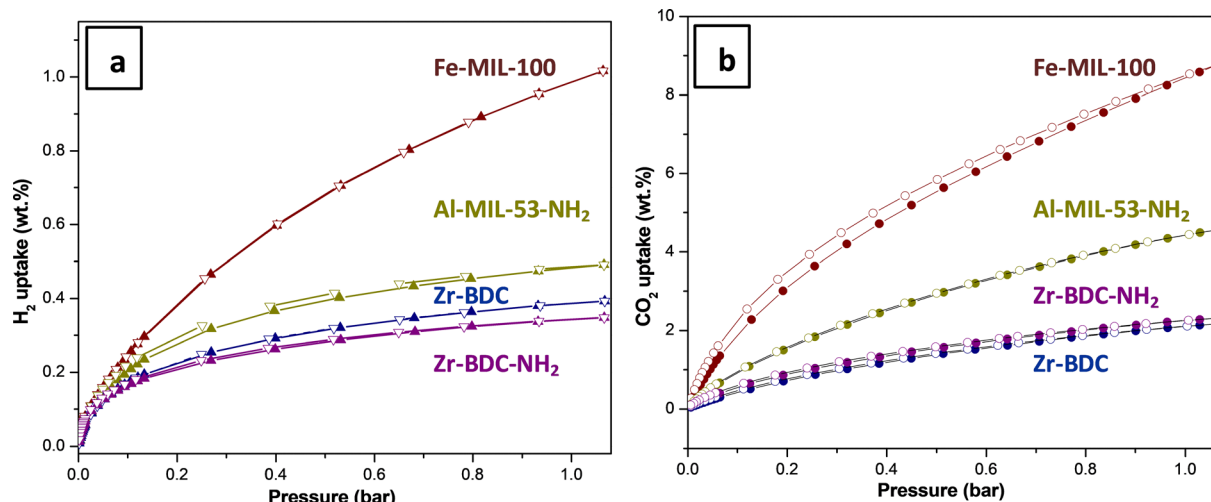 a
Fe-MIL-100
Al-MIL-53-NH₂
Zr-BDC
Zr-BDC-NH₂
H₂ uptake (wt.%)
1.0
0.8
0.6
0.4
0.2
0.0
0.0 0.2 0.4 0.6 0.8 1.0
Pressure (bar)
b
Fe-MIL-100
Al-MIL-53-NH₂
Zr-BDC-NH₂
Zr-BDC
CO₂ uptake (wt.%)
10
8
6
4
2
0
0.0 0.2 0.4 0.6 0.8 1.0
Pressure (bar)